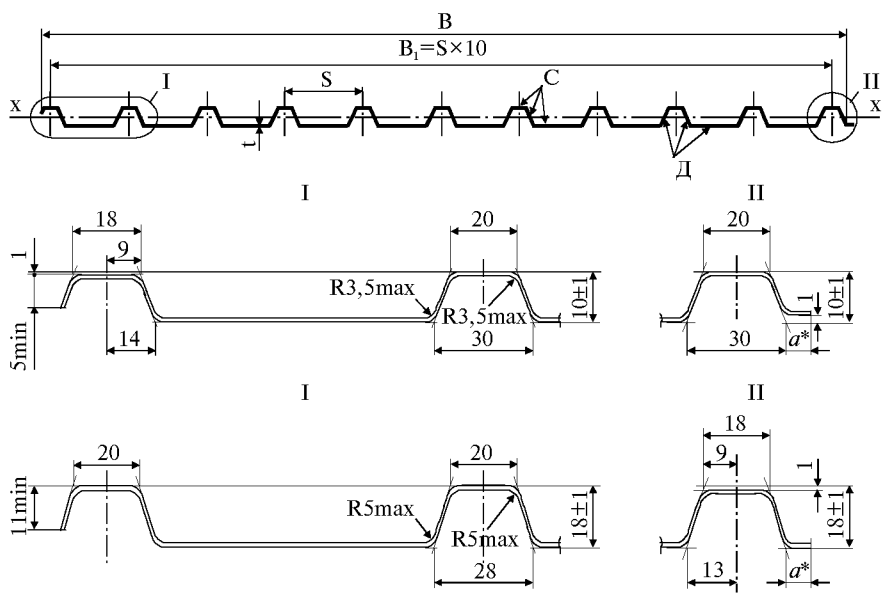 B
B₁=S×10
I
S
C
II
x
x
t
Д
I
II
18
20
20
1
9
R3,5max
R3,5max
10±1
1
10±1
5min
14
30
30
a*
I
II
20
20
18
9
1
11min
R5max
R5max
18±1
18±1
28
13
a*